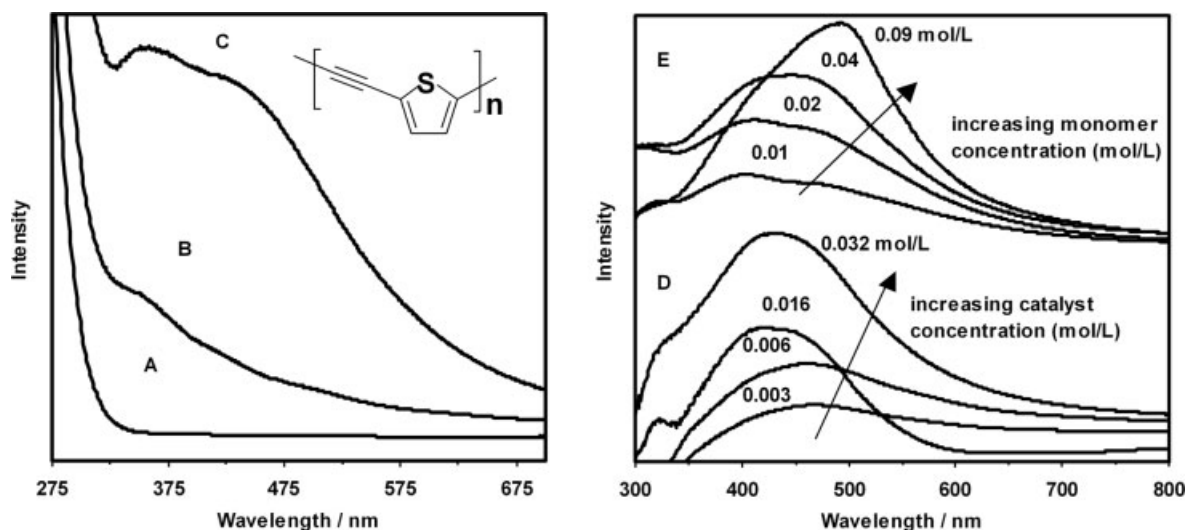 C
S
n
B
A
Intensity
275 375 475 575 675
Wavelength / nm
E
0.09 mol/L
0.04
0.02
0.01
increasing monomer
concentration (mol/L)
D
0.032 mol/L
0.016
0.006
0.003
increasing catalyst
concentration (mol/L)
Intensity
300 400 500 600 700 800
Wavelength / nm